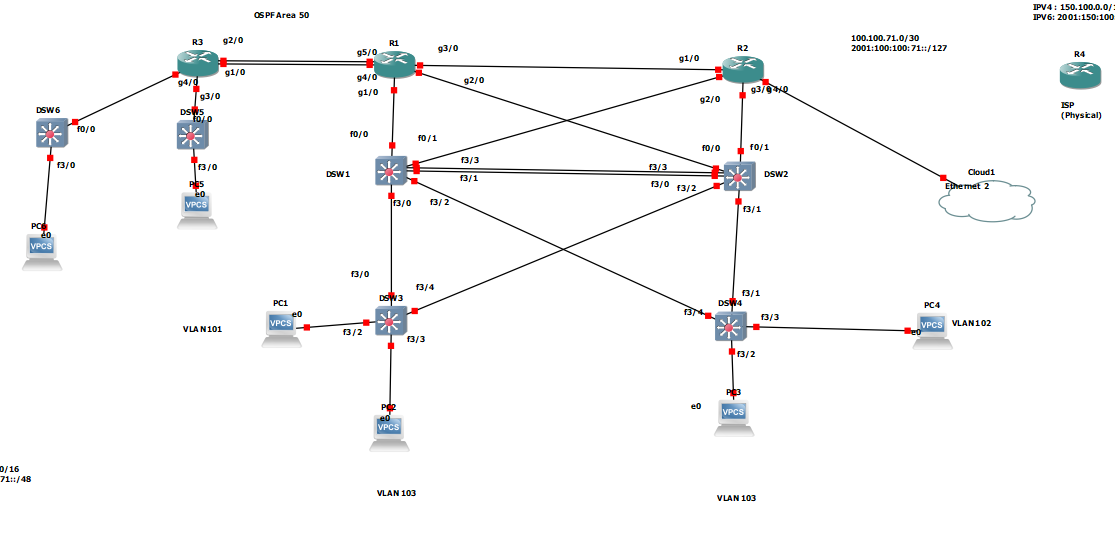 IPV4 : 150.100.0.0/
IPV6: 2001:150:100
OSPF Area 50
100.100.71.0/30
2001:100:100:71::/127
R3
g2/0
g1/0
g4/0
g3/0
R1
g5/0
g4/0
g1/0
g3/0
g2/0
R2
g1/0
g2/0
g3/0
g4/0
R4
ISP
(Physical)
DSW6
f0/0
f3/0
DSW5
f0/0
f3/0
PC5
e0
VPCS
PC6
e0
VPCS
DSW1
f0/0
f0/1
f3/3
f3/1
f3/0
f3/2
DSW2
f0/0
f0/1
f3/3
f3/0
f3/2
f3/1
Cloud1
Ethernet 2
DSW3
f3/0
f3/4
f3/2
f3/3
PC1
e0
VPCS
VLAN101
DSW4
f3/1
f3/4
f3/3
f3/2
PC4
e0
VPCS
VLAN102
PC2
e0
VPCS
VLAN 103
PC3
e0
VPCS
VLAN 103
0/16
71::/48